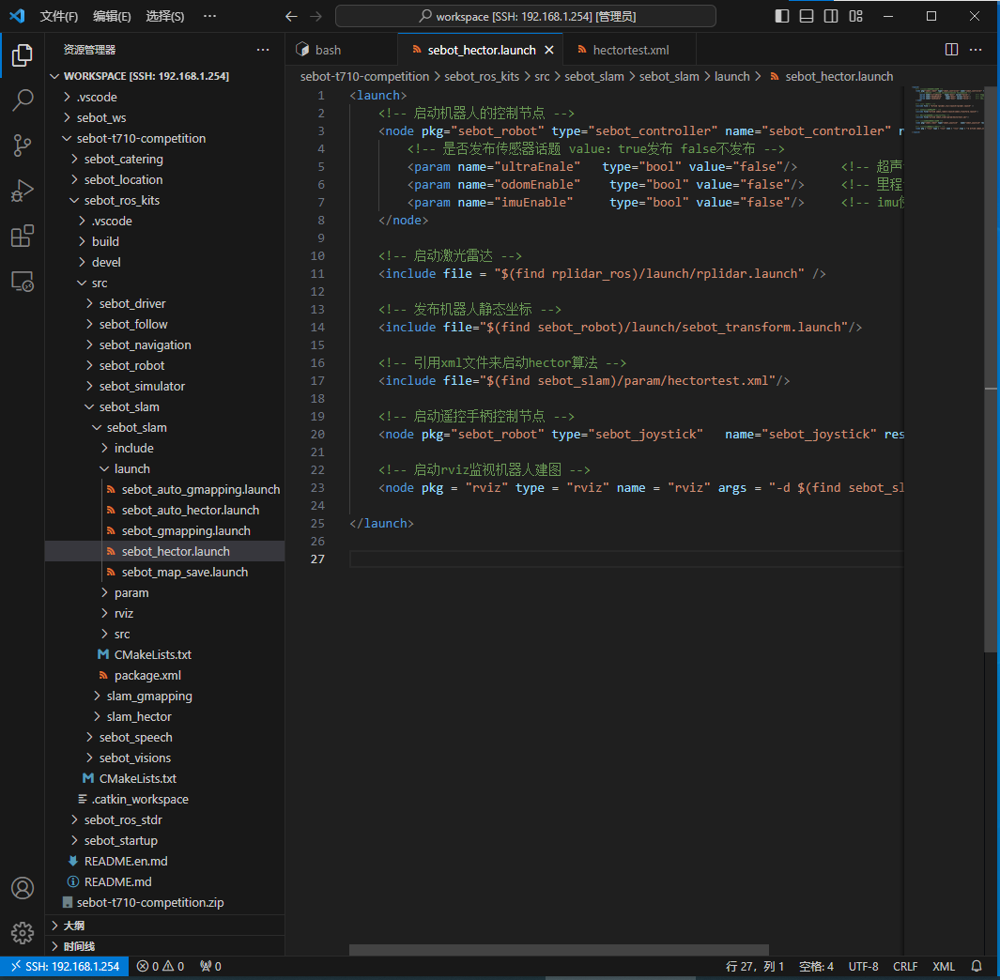 文件(F) 编辑(E) 选择(S) ··· workspace [SSH: 192.168.1.254] [管理员]
资源管理器
WORKSPACE [SSH: 192.168.1.254]
.vscode
sebot_ws
sebot-t710-competition
sebot_catering
sebot_location
sebot_ros_kits
.vscode
build
devel
src
sebot_driver
sebot_follow
sebot_navigation
sebot_robot
sebot_simulator
sebot_slam
sebot_slam
include
launch
sebot_auto_gmapping.launch
sebot_auto_hector.launch
sebot_gmapping.launch
sebot_hector.launch
sebot_map_save.launch
param
rviz
src
CMakeLists.txt
package.xml
slam_gmapping
slam_hector
sebot_speech
sebot_visions
CMakeLists.txt
.catkin_workspace
sebot_ros_stdr
sebot_startup
README.en.md
README.md
sebot-t710-competition.zip
大纲
时间线
bash sebot_hector.launch hectortest.xml
sebot-t710-competition > sebot_ros_kits > src > sebot_slam > sebot_slam > launch > sebot_hector.launch
1 <launch>
2 <!-- 启动机器人的控制节点 -->
3 <node pkg="sebot_robot" type="sebot_controller" name="sebot_controller"
4 <!-- 是否发布传感器话题 value：true发布 false不发布 -->
5 <param name="ultraEnale" type="bool" value="false"/> <!-- 超声
6 <param name="odomEnable" type="bool" value="false"/> <!-- 里程
7 <param name="imuEnable" type="bool" value="false"/> <!-- imu
8 </node>
9
10 <!-- 启动激光雷达 -->
11 <include file = "$(find rplidar_ros)/launch/rplidar.launch" />
12
13 <!-- 发布机器人静态坐标 -->
14 <include file="$(find sebot_robot)/launch/sebot_transform.launch"/>
15
16 <!-- 引用xml文件来启动hector算法 -->
17 <include file="$(find sebot_slam)/param/hectortest.xml"/>
18
19 <!-- 启动遥控手柄控制节点 -->
20 <node pkg="sebot_robot" type="sebot_joystick" name="sebot_joystick" res
21
22 <!-- 启动rviz监视机器人建图 -->
23 <node pkg = "rviz" type = "rviz" name = "rviz" args = "-d $(find sebot_sl
24
25 </launch>
26
27
SSH: 192.168.1.254 0 0 0 行 27，列 1 空格: 4 UTF-8 CRLF XML